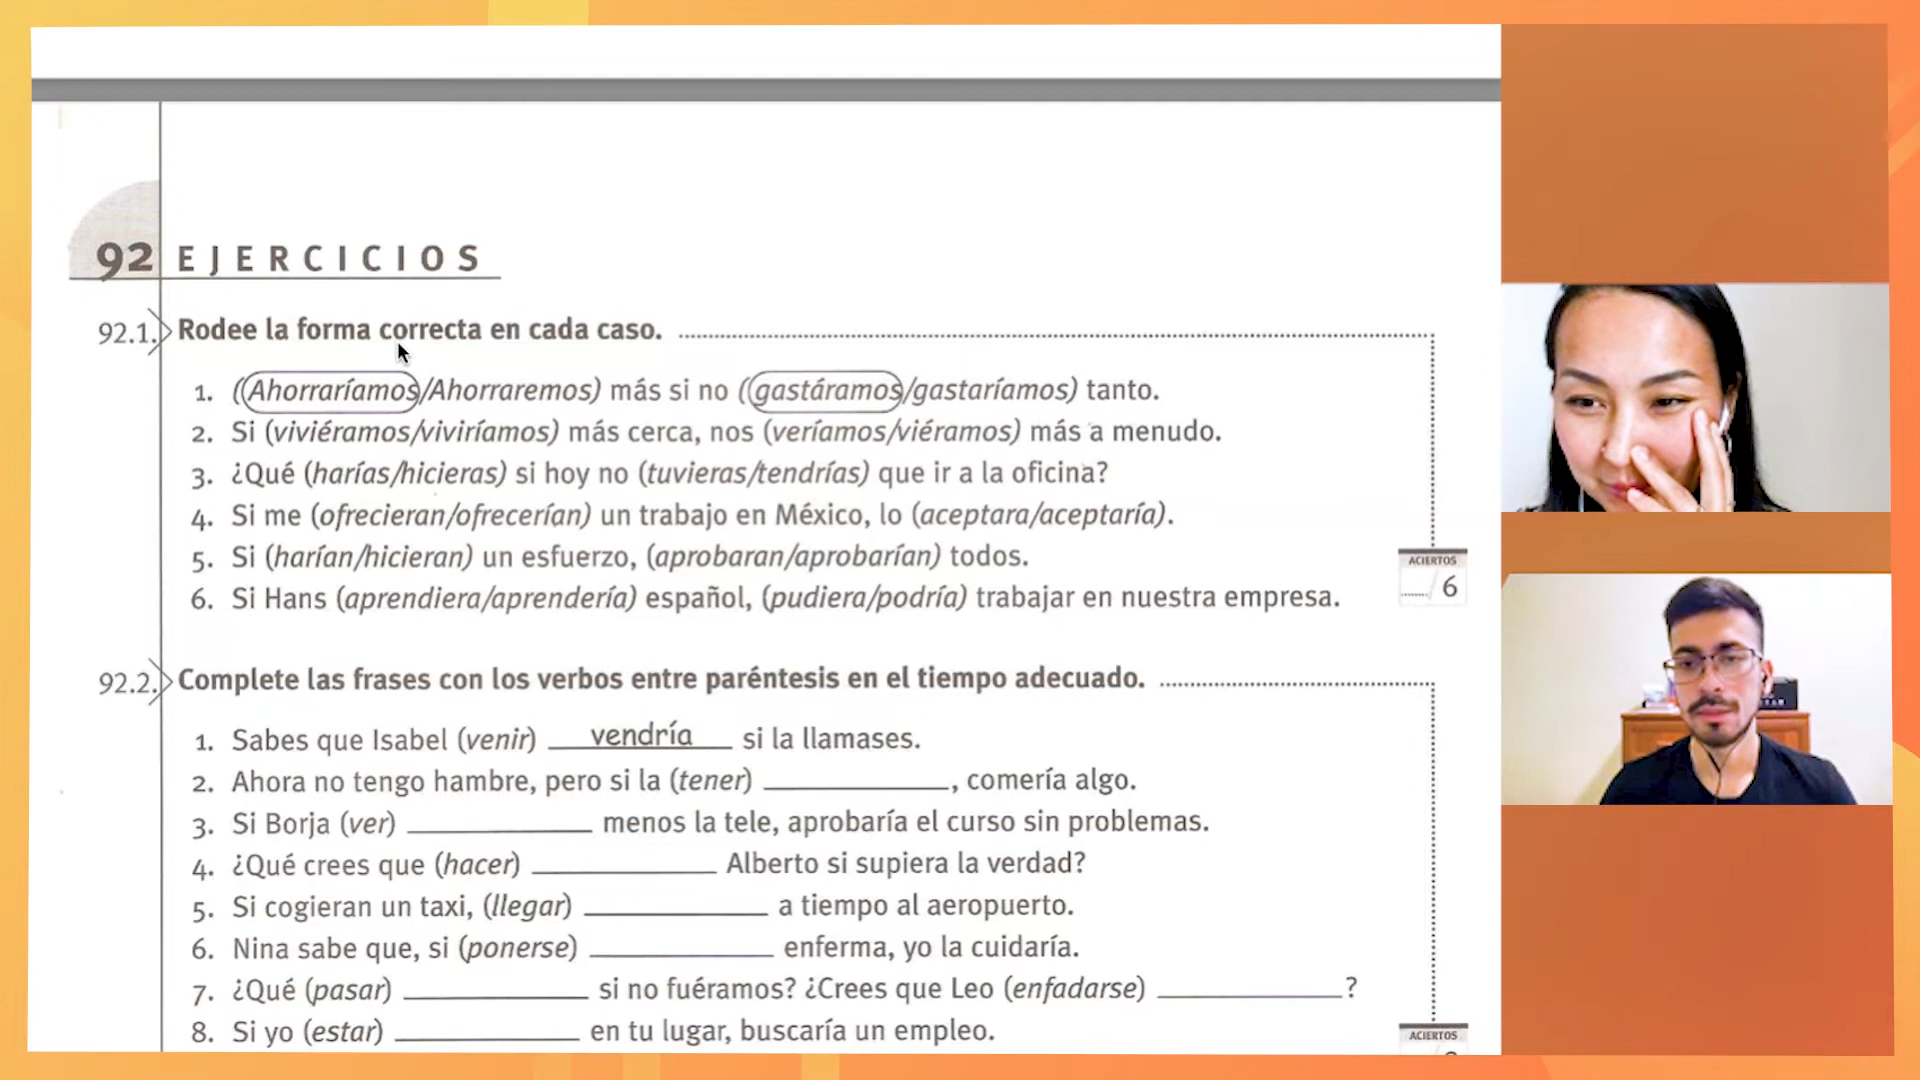 92 EJERCICIOS
92.1. Rodee la forma correcta en cada caso.
1. (Ahorraríamos/Ahorraremos) más si no (gastáramos/gastaríamos) tanto.
2. Si (viviéramos/viviríamos) más cerca, nos (veríamos/viéramos) más a menudo.
3. ¿Qué (harías/hicieras) si hoy no (tuvieras/tendrías) que ir a la oficina?
4. Si me (ofrecieran/ofrecerían) un trabajo en México, lo (aceptara/aceptaría).
5. Si (harían/hicieran) un esfuerzo, (aprobaran/aprobarían) todos.
6. Si Hans (aprendiera/aprendería) español, (pudiera/podría) trabajar en nuestra empresa.
ACIERTOS
....../6
92.2. Complete las frases con los verbos entre paréntesis en el tiempo adecuado.
1. Sabes que Isabel (venir) vendría si la llamases.
2. Ahora no tengo hambre, pero si la (tener) __________, comería algo.
3. Si Borja (ver) __________ menos la tele, aprobaría el curso sin problemas.
4. ¿Qué crees que (hacer) __________ Alberto si supiera la verdad?
5. Si cogieran un taxi, (llegar) __________ a tiempo al aeropuerto.
6. Nina sabe que, si (ponerse) __________ enferma, yo la cuidaría.
7. ¿Qué (pasar) __________ si no fuéramos? ¿Crees que Leo (enfadarse) __________?
8. Si yo (estar) __________ en tu lugar, buscaría un empleo.
ACIERTOS